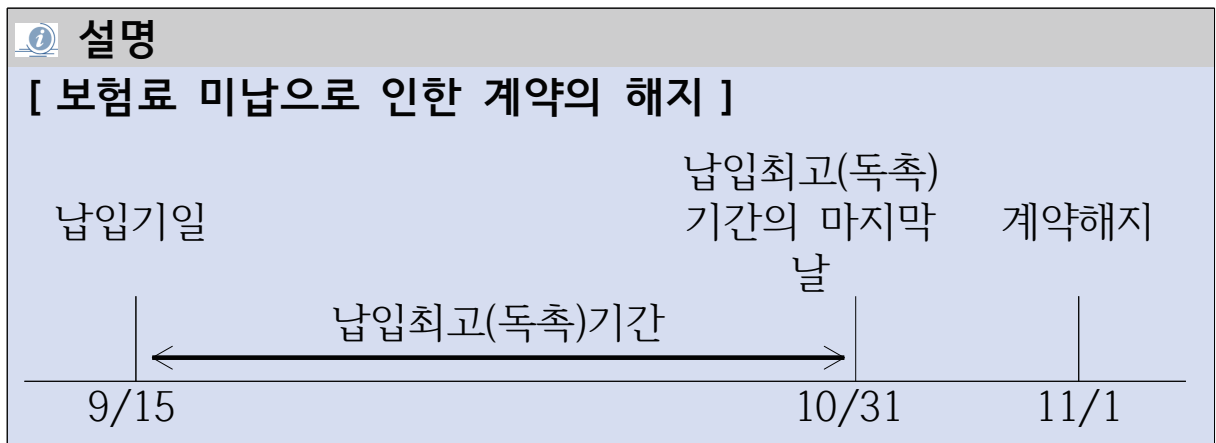 설명
[ 보험료 미납으로 인한 계약의 해지 ]
납입기일
납입최고(독촉)
기간의 마지막
날
계약해지
납입최고(독촉)기간
9/15
10/31
11/1